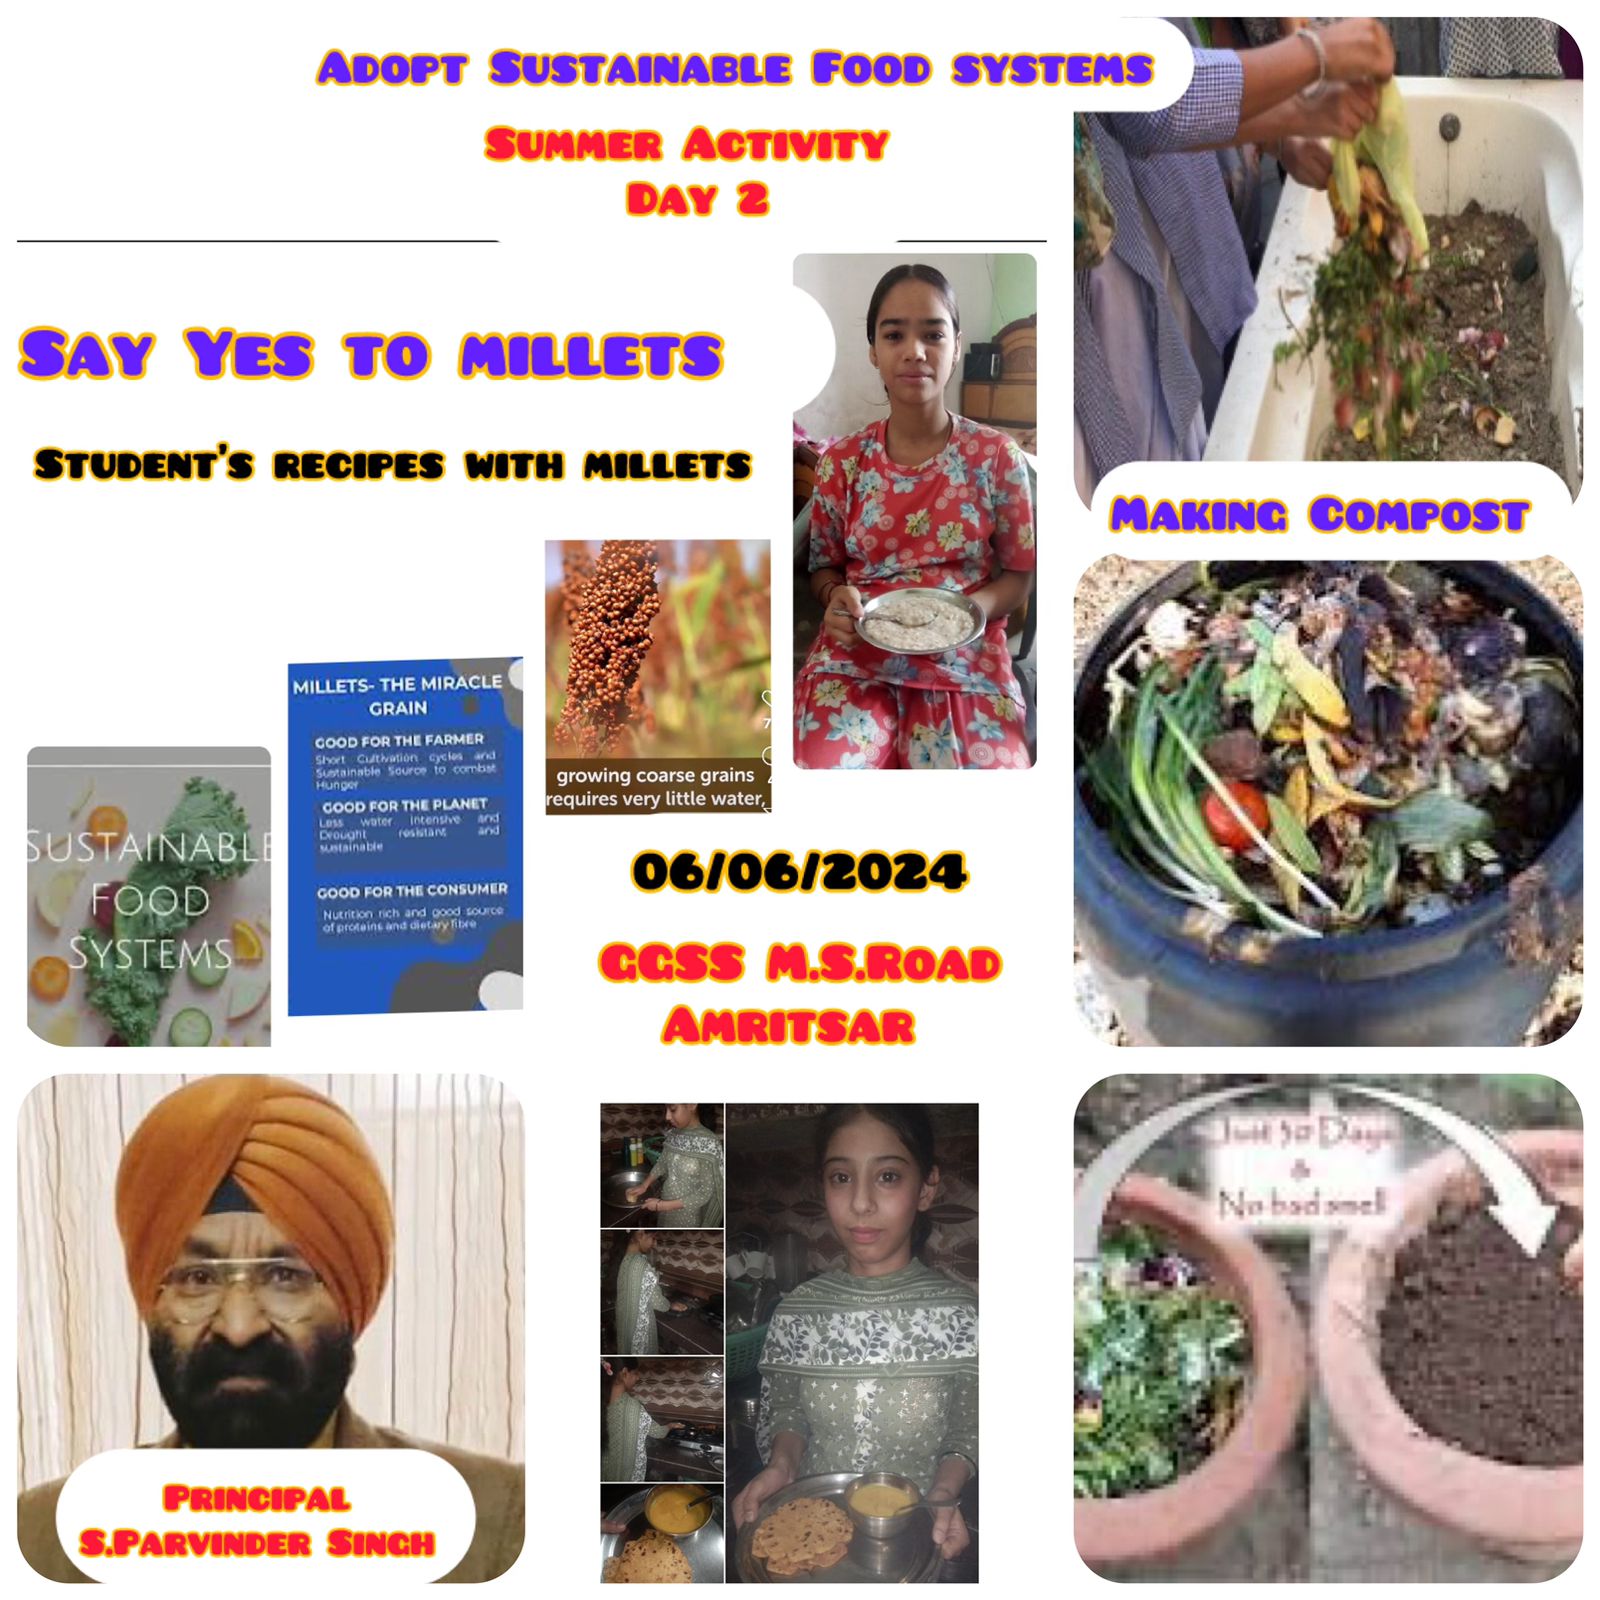 Adopt Sustainable Food systems
Summer Activity
Day 2
Say Yes to millets
Student's recipes with millets
Making Compost
growing coarse grains
requires very little water,
MILLETS- THE MIRACLE
GRAIN
GOOD FOR THE FARMER
Short Cultivation cycles and
Sustainable Source to combat
Hunger
GOOD FOR THE PLANET
Less water intensive and
Drought resistant and
sustainable
GOOD FOR THE CONSUMER
Nutrition rich and good source
of proteins and dietary fibre
SUSTAINABLE
FOOD
SYSTEMS
06/06/2024
GGSS M.S.Road
Amritsar
Principal
S.Parvinder Singh
Just 30 Days
&
No bad smell